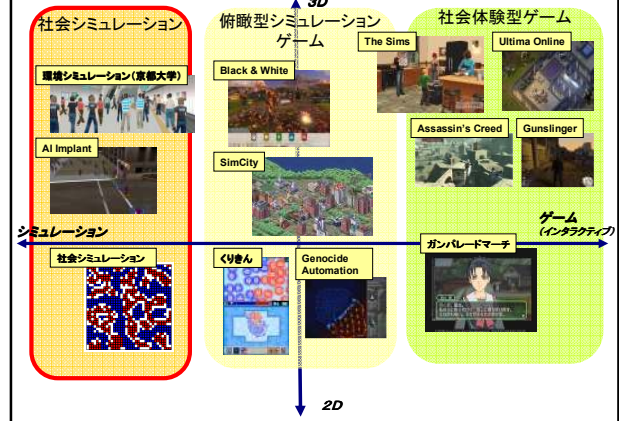 3D
社会シミュレーション
俯瞰型シミュレーション
ゲーム
社会体験型ゲーム
The Sims
Ultima Online
Black & White
環境シミュレーション(京都大学)
Assassin's Creed
Gunslinger
AI Implant
SimCity
シミュレーション
ゲーム
(インタラクティブ)
ガンパレードマーチ
社会シミュレーション
くりきん
Genocide
Automation
2D